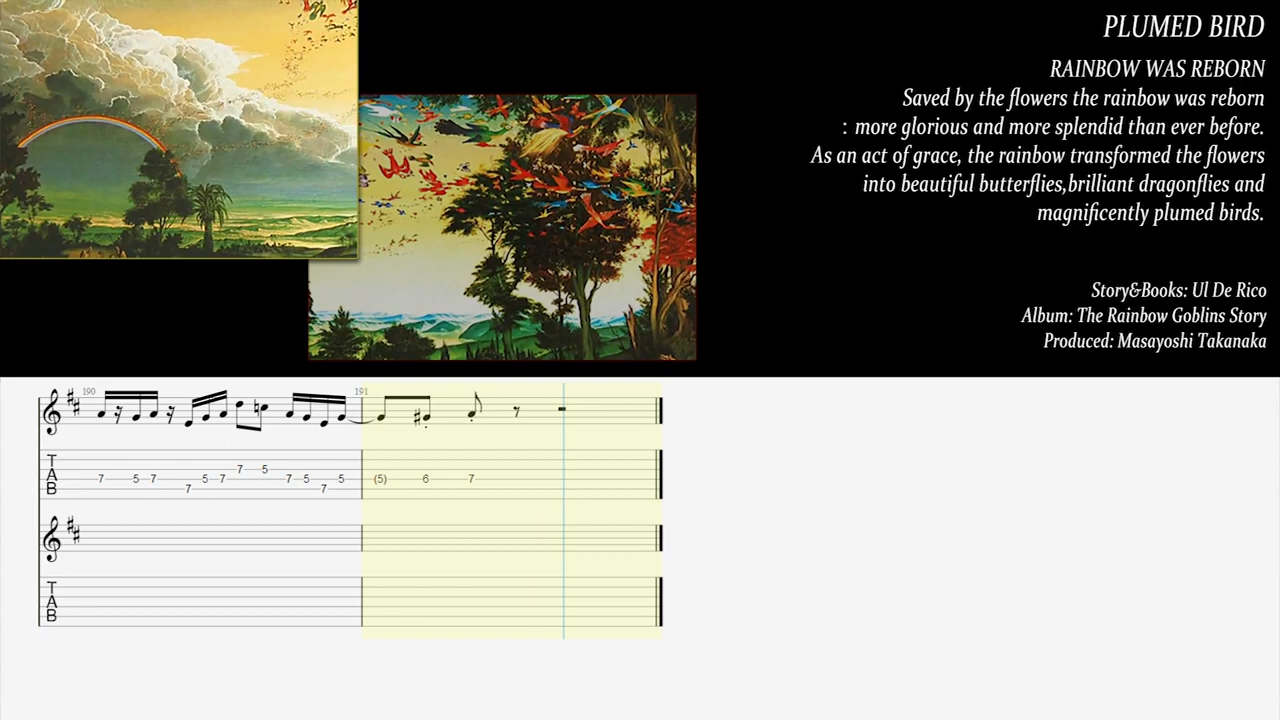 PLUMED BIRD
RAINBOW WAS REBORN
Saved by the flowers the rainbow was reborn
: more glorious and more splendid than ever before.
As an act of grace, the rainbow transformed the flowers
into beautiful butterflies,brilliant dragonflies and
magnificently plumed birds.
Story&Books: Ul De Rico
Album: The Rainbow Goblins Story
Produced: Masayoshi Takanaka
190 191
T
A
B
7 5 7 7 5 7 7 5 7 5 7 5 (5) 6 7
T
A
B